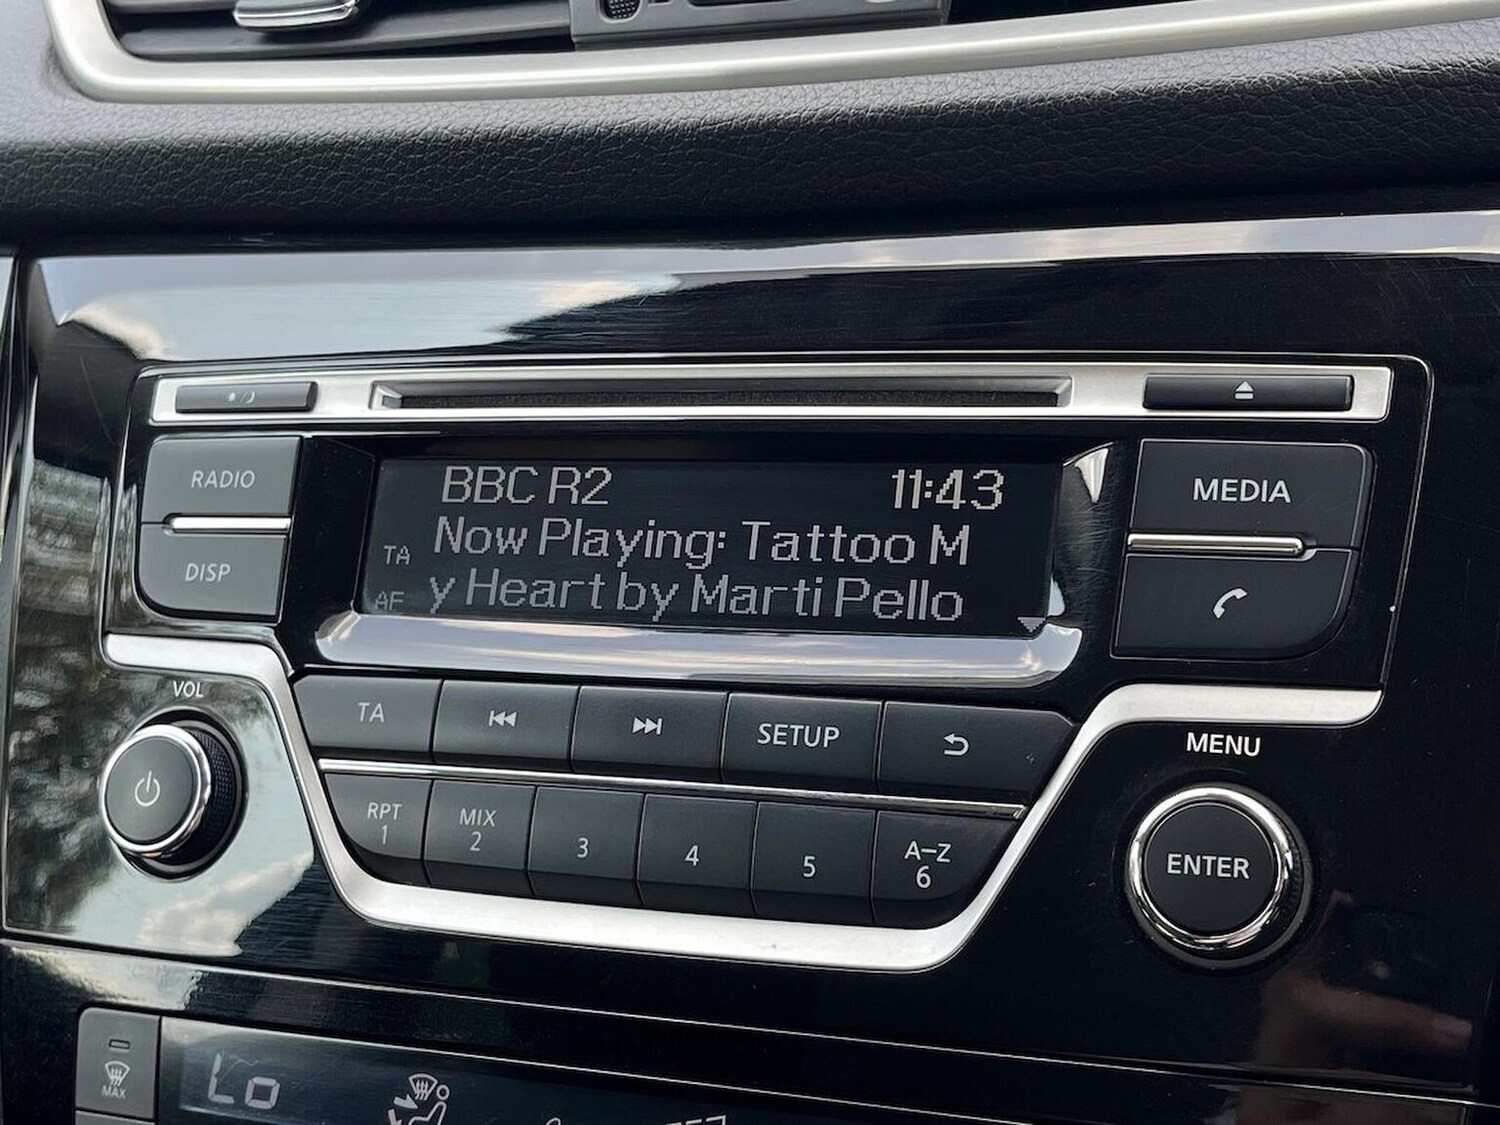 RADIO
DISP
BBC R2 11:43
Now Playing: Tattoo M
y Heart by Marti Pello
TA
AF
MEDIA
VOL
TA
SETUP
MENU
RPT
1
MIX
2
3
4
5
A–Z
6
ENTER
MAX
Lo